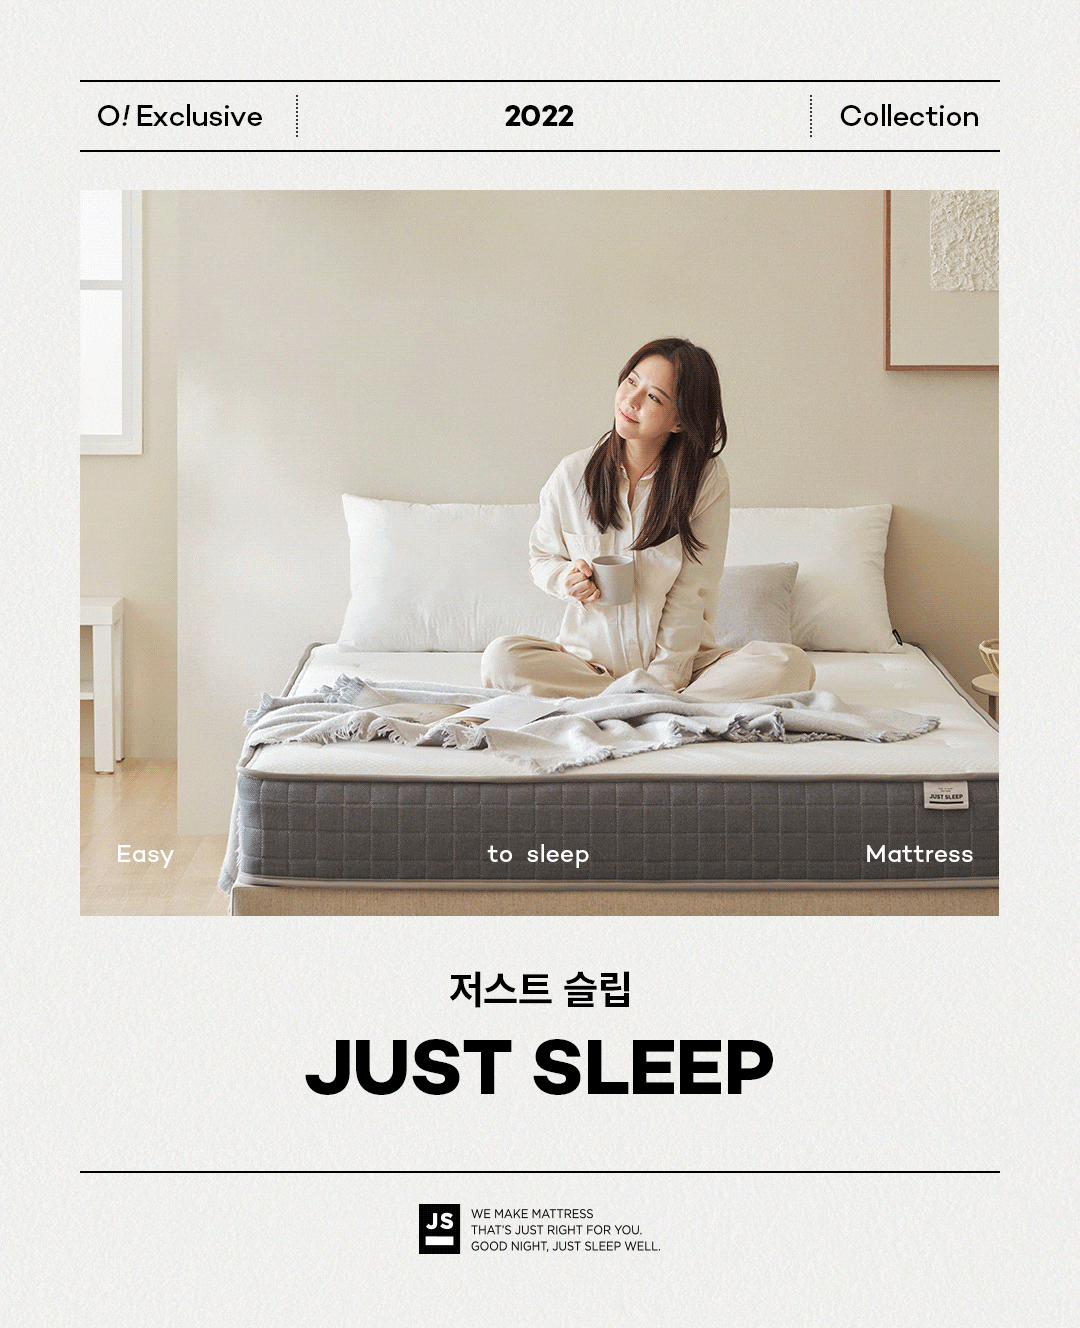 O! Exclusive 2022 Collection
JUST SLEEP
Easy to sleep Mattress
저스트 슬립
JUST SLEEP
JS
WE MAKE MATTRESS
THAT'S JUST RIGHT FOR YOU.
GOOD NIGHT, JUST SLEEP WELL.